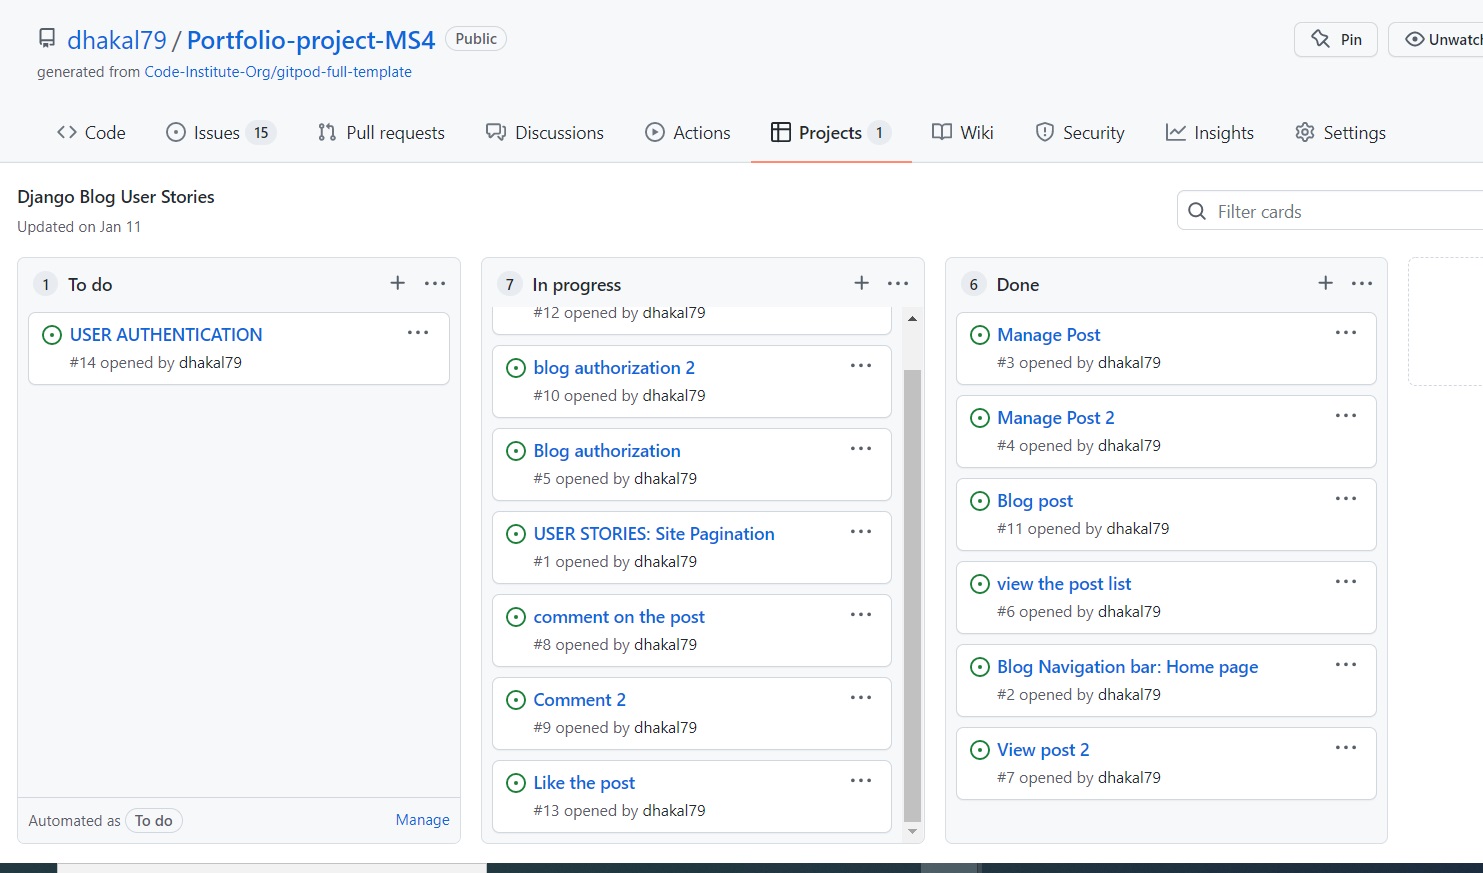 dhakal79 / Portfolio-project-MS4 Public
Pin
Unwatch
generated from Code-Institute-Org/gitpod-full-template
Code
Issues 15
Pull requests
Discussions
Actions
Projects 1
Wiki
Security
Insights
Settings
Django Blog User Stories
Updated on Jan 11
Filter cards
1 To do
USER AUTHENTICATION
#14 opened by dhakal79
Automated as To do
Manage
7 In progress
#12 opened by dhakal79
blog authorization 2
#10 opened by dhakal79
Blog authorization
#5 opened by dhakal79
USER STORIES: Site Pagination
#1 opened by dhakal79
comment on the post
#8 opened by dhakal79
Comment 2
#9 opened by dhakal79
Like the post
#13 opened by dhakal79
6 Done
Manage Post
#3 opened by dhakal79
Manage Post 2
#4 opened by dhakal79
Blog post
#11 opened by dhakal79
view the post list
#6 opened by dhakal79
Blog Navigation bar: Home page
#2 opened by dhakal79
View post 2
#7 opened by dhakal79